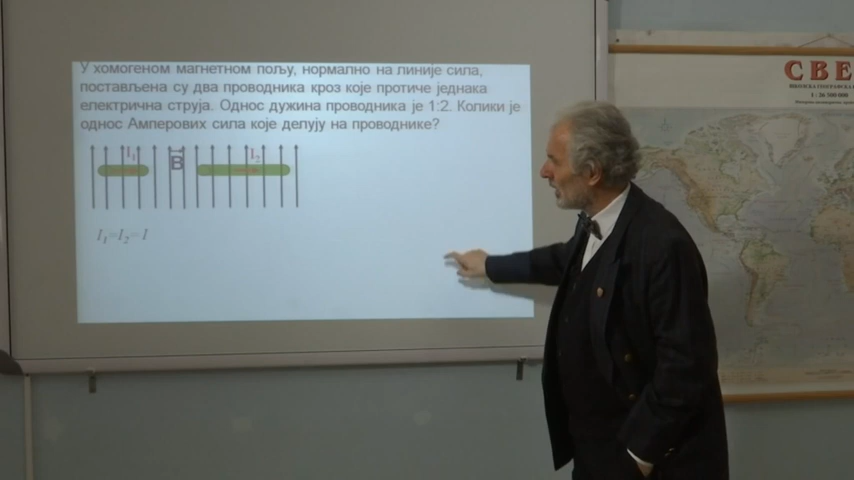 У хомогеном магнетном пољу, нормално на линије сила,
постављена су два проводника кроз које протиче једнака
електрична струја. Однос дужина проводника је 1:2. Колики је
однос Амперових сила које делују на проводнике?
I₁ B I₂
I₁=I₂=I
СВЕ